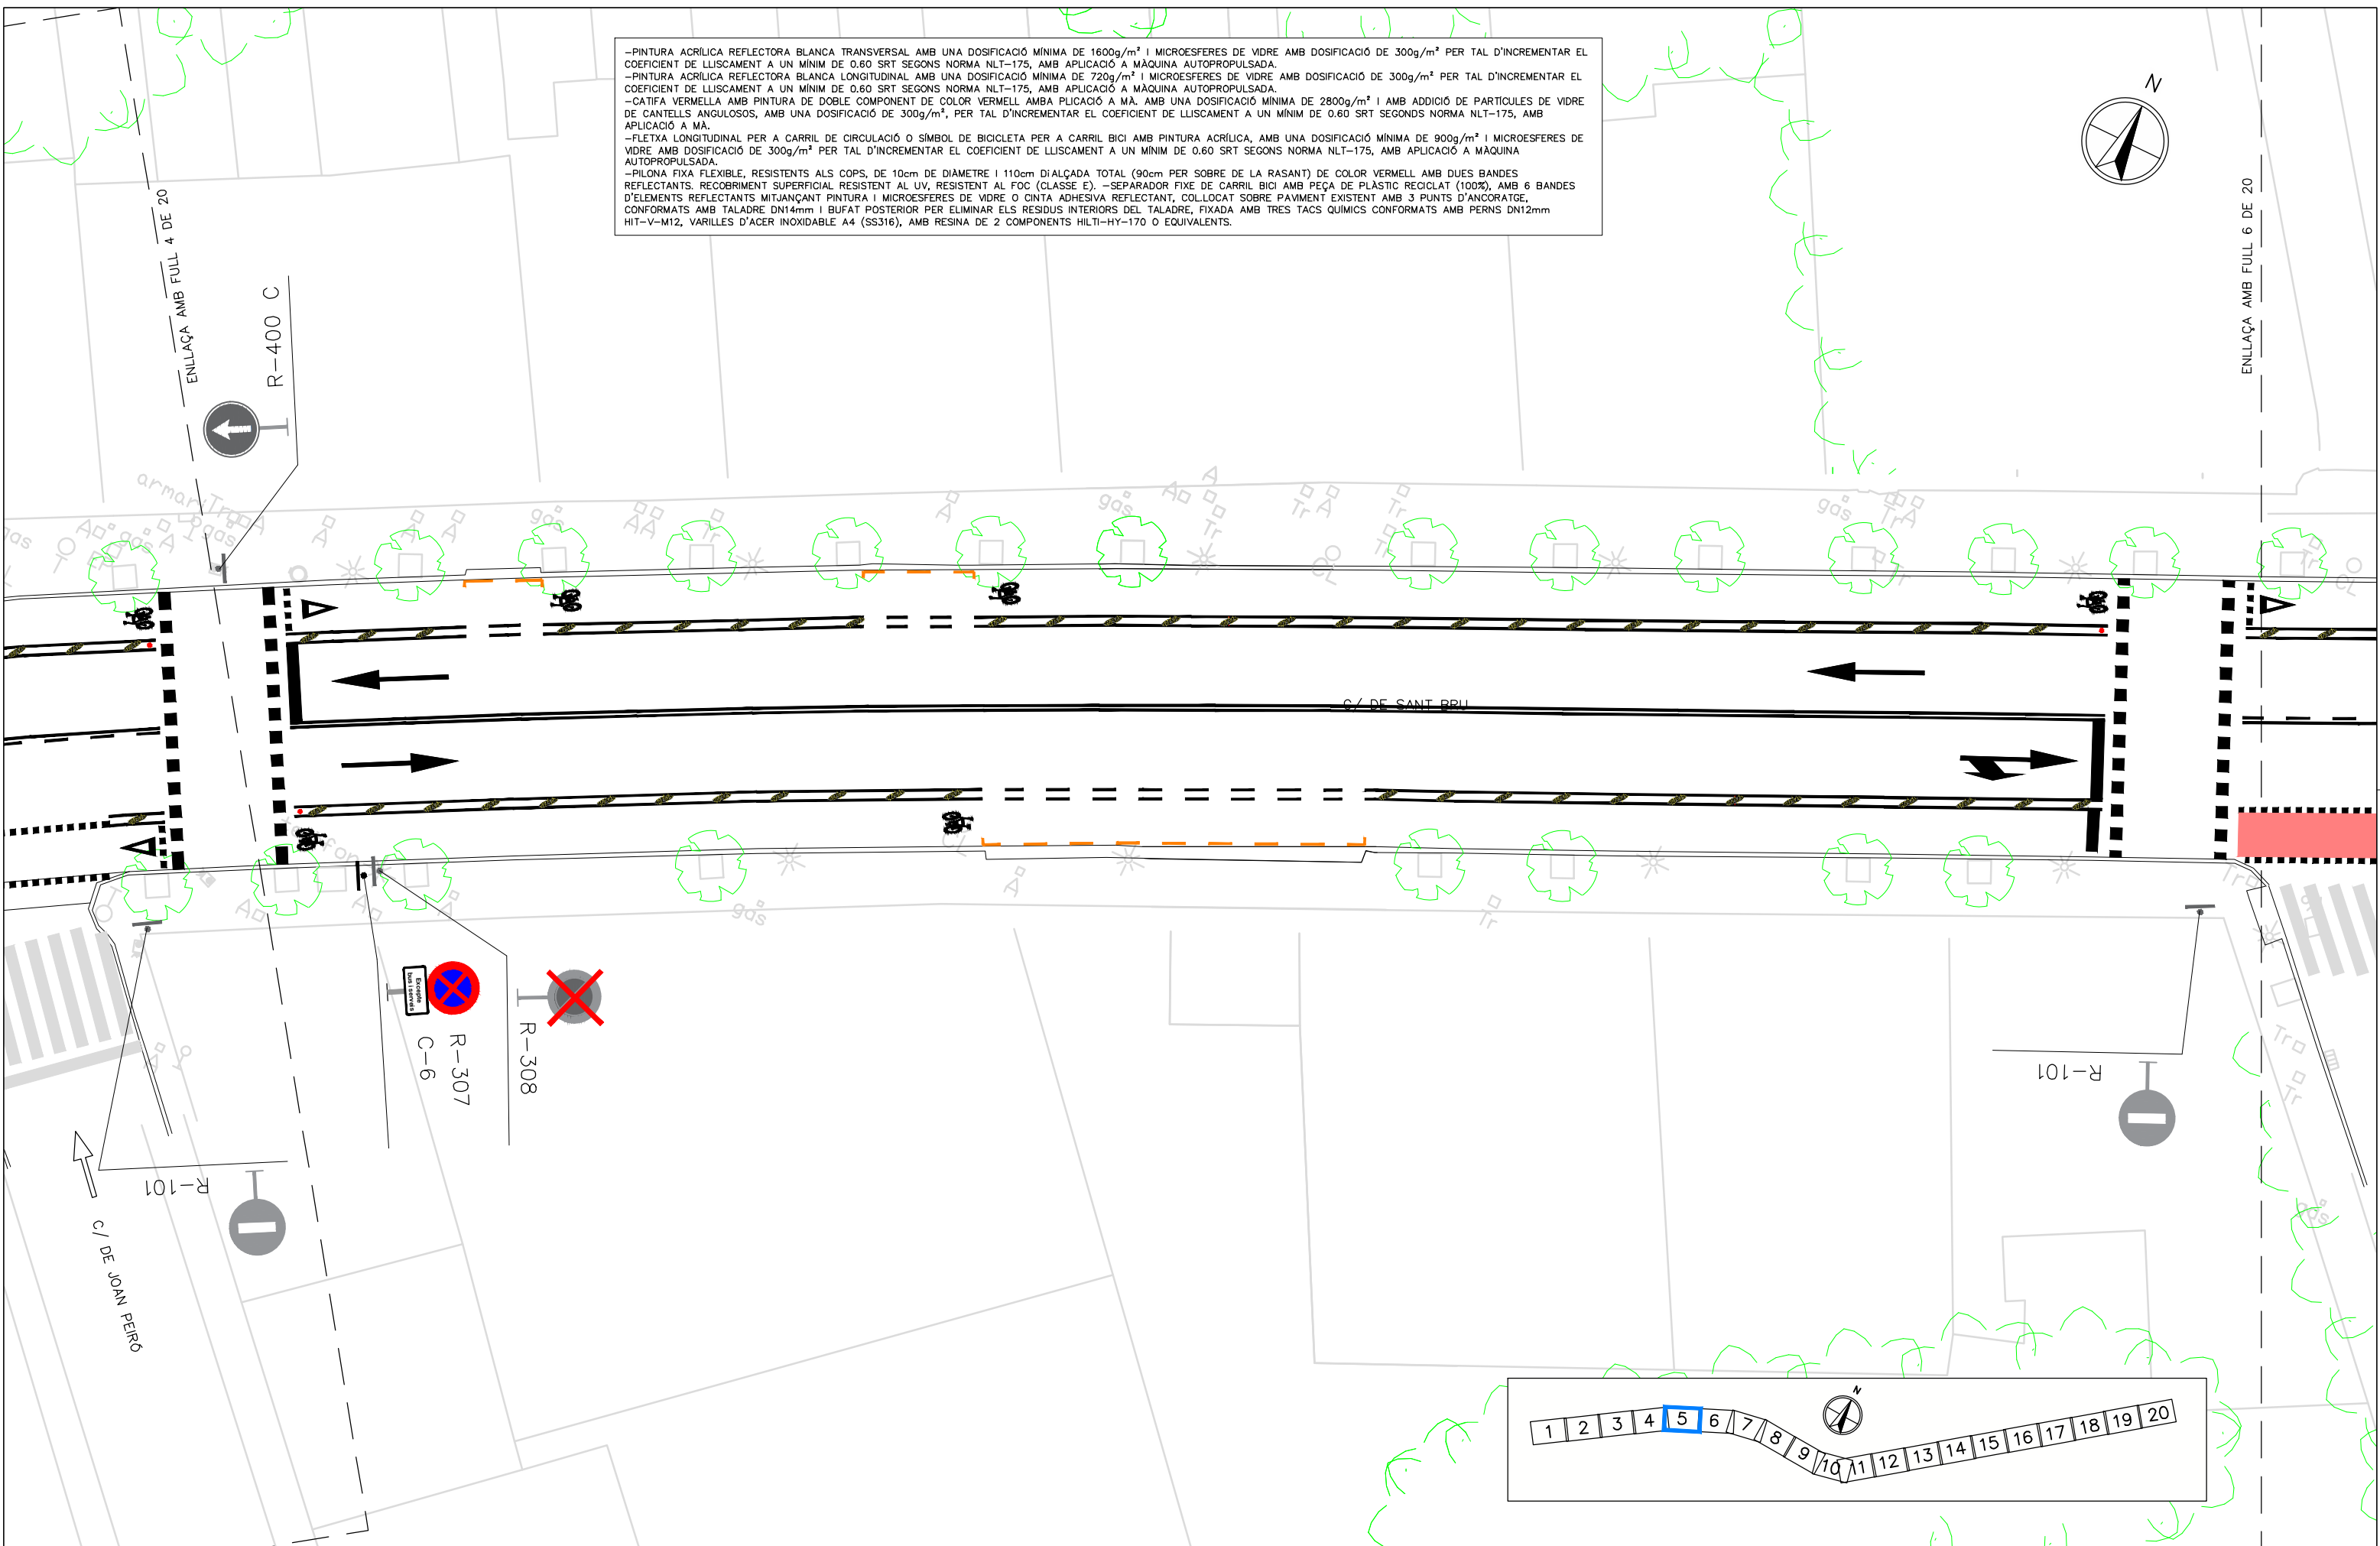 -PINTURA ACRÍLICA REFLECTORA BLANCA TRANSVERSAL AMB UNA DOSIFICACIÓ MÍNIMA DE 1600g/m² I MICROESFERES DE VIDRE AMB DOSIFICACIÓ DE 300g/m² PER TAL D'INCREMENTAR EL
COEFICIENT DE LLISCAMENT A UN MÍNIM DE 0.60 SRT SEGONS NORMA NLT-175, AMB APLICACIÓ A MÀQUINA AUTOPROPULSADA.
-PINTURA ACRÍLICA REFLECTORA BLANCA LONGITUDINAL AMB UNA DOSIFICACIÓ MÍNIMA DE 720g/m² I MICROESFERES DE VIDRE AMB DOSIFICACIÓ DE 300g/m² PER TAL D'INCREMENTAR EL
COEFICIENT DE LLISCAMENT A UN MÍNIM DE 0.60 SRT SEGONS NORMA NLT-175, AMB APLICACIÓ A MÀQUINA AUTOPROPULSADA.
-CATIFA VERMELLA AMB PINTURA DE DOBLE COMPONENT DE COLOR VERMELL AMBA PLICACIÓ A MÀ. AMB UNA DOSIFICACIÓ MÍNIMA DE 2800g/m² I AMB ADDICIÓ DE PARTÍCULES DE VIDRE
DE CANTELLS ANGULOSOS, AMB UNA DOSIFICACIÓ DE 300g/m², PER TAL D'INCREMENTAR EL COEFICIENT DE LLISCAMENT A UN MÍNIM DE 0.60 SRT SEGONDS NORMA NLT-175, AMB
APLICACIÓ A MÀ.
-FLETXA LONGITUDINAL PER A CARRIL DE CIRCULACIÓ O SÍMBOL DE BICICLETA PER A CARRIL BICI AMB PINTURA ACRÍLICA, AMB UNA DOSIFICACIÓ MÍNIMA DE 900g/m² I MICROESFERES DE
VIDRE AMB DOSIFICACIÓ DE 300g/m² PER TAL D'INCREMENTAR EL COEFICIENT DE LLISCAMENT A UN MÍNIM DE 0.60 SRT SEGONS NORMA NLT-175, AMB APLICACIÓ A MÀQUINA
AUTOPROPULSADA.
-PILONA FIXA FLEXIBLE, RESISTENTS ALS COPS, DE 10cm DE DIÀMETRE I 110cm D'ALÇADA TOTAL (90cm PER SOBRE DE LA RASANT) DE COLOR VERMELL AMB DUES BANDES
REFLECTANTS. RECOBRIMENT SUPERFICIAL RESISTENT AL UV, RESISTENT AL FOC (CLASSE E). -SEPARADOR FIXE DE CARRIL BICI AMB PEÇA DE PLÀSTIC RECICLAT (100%), AMB 6 BANDES
D'ELEMENTS REFLECTANTS MITJANÇANT PINTURA I MICROESFERES DE VIDRE O CINTA ADHESIVA REFLECTANT, COL.LOCAT SOBRE PAVIMENT EXISTENT AMB 3 PUNTS D'ANCORATGE,
CONFORMATS AMB TALADRE DN14mm I BUFAT POSTERIOR PER ELIMINAR ELS RESIDUS INTERIORS DEL TALADRE, FIXADA AMB TRES TACS QUÍMICS CONFORMATS AMB PERNS DN12mm
HIT-V-M12, VARILLES D'ACER INOXIDABLE A4 (SS316), AMB RESINA DE 2 COMPONENTS HILTI-HY-170 O EQUIVALENTS.
N
ENLLAÇA AMB FULL 4 DE 20
ENLLAÇA AMB FULL 6 DE 20
R-400 C
armari
gas
gas
gas
gas
gas
C/ DE SANT BRU
gas
Excepte
bus i serveis
C-6
R-307
R-308
R-101
R-101
C/ DE JOAN PEIRÓ
gas
N
1 2 3 4 5 6 7 8 9 10 11 12 13 14 15 16 17 18 19 20